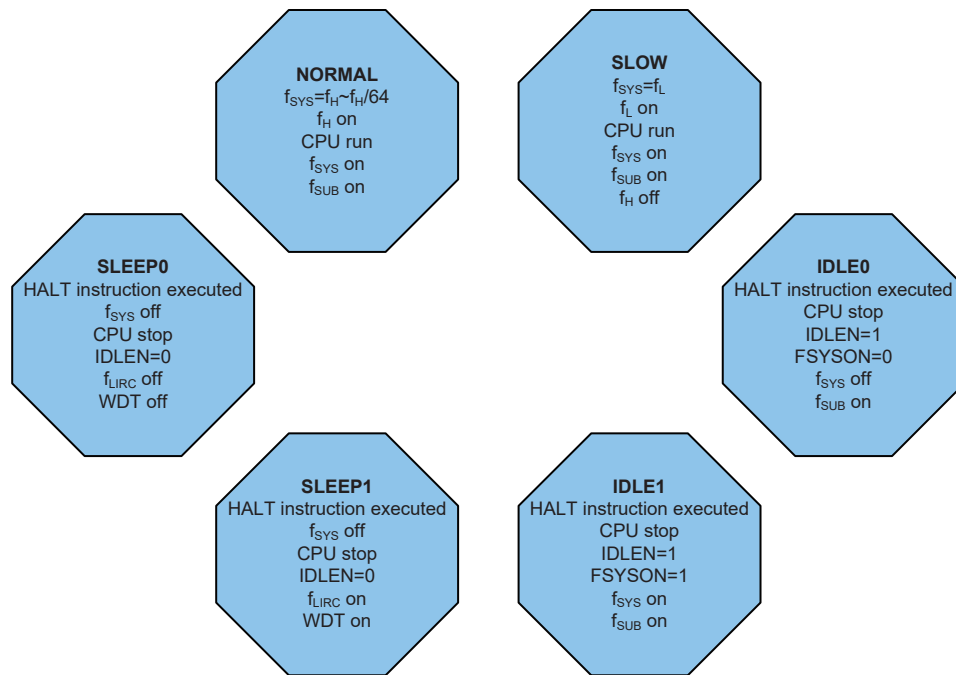 NORMAL
fSYS=fH~fH/64
fH on
CPU run
fSYS on
fSUB on
SLOW
fSYS=fL
fL on
CPU run
fSYS on
fSUB on
fH off
SLEEP0
HALT instruction executed
fSYS off
CPU stop
IDLEN=0
fLIRC off
WDT off
IDLE0
HALT instruction executed
CPU stop
IDLEN=1
FSYSON=0
fSYS off
fSUB on
SLEEP1
HALT instruction executed
fSYS off
CPU stop
IDLEN=0
fLIRC on
WDT on
IDLE1
HALT instruction executed
CPU stop
IDLEN=1
FSYSON=1
fSYS on
fSUB on